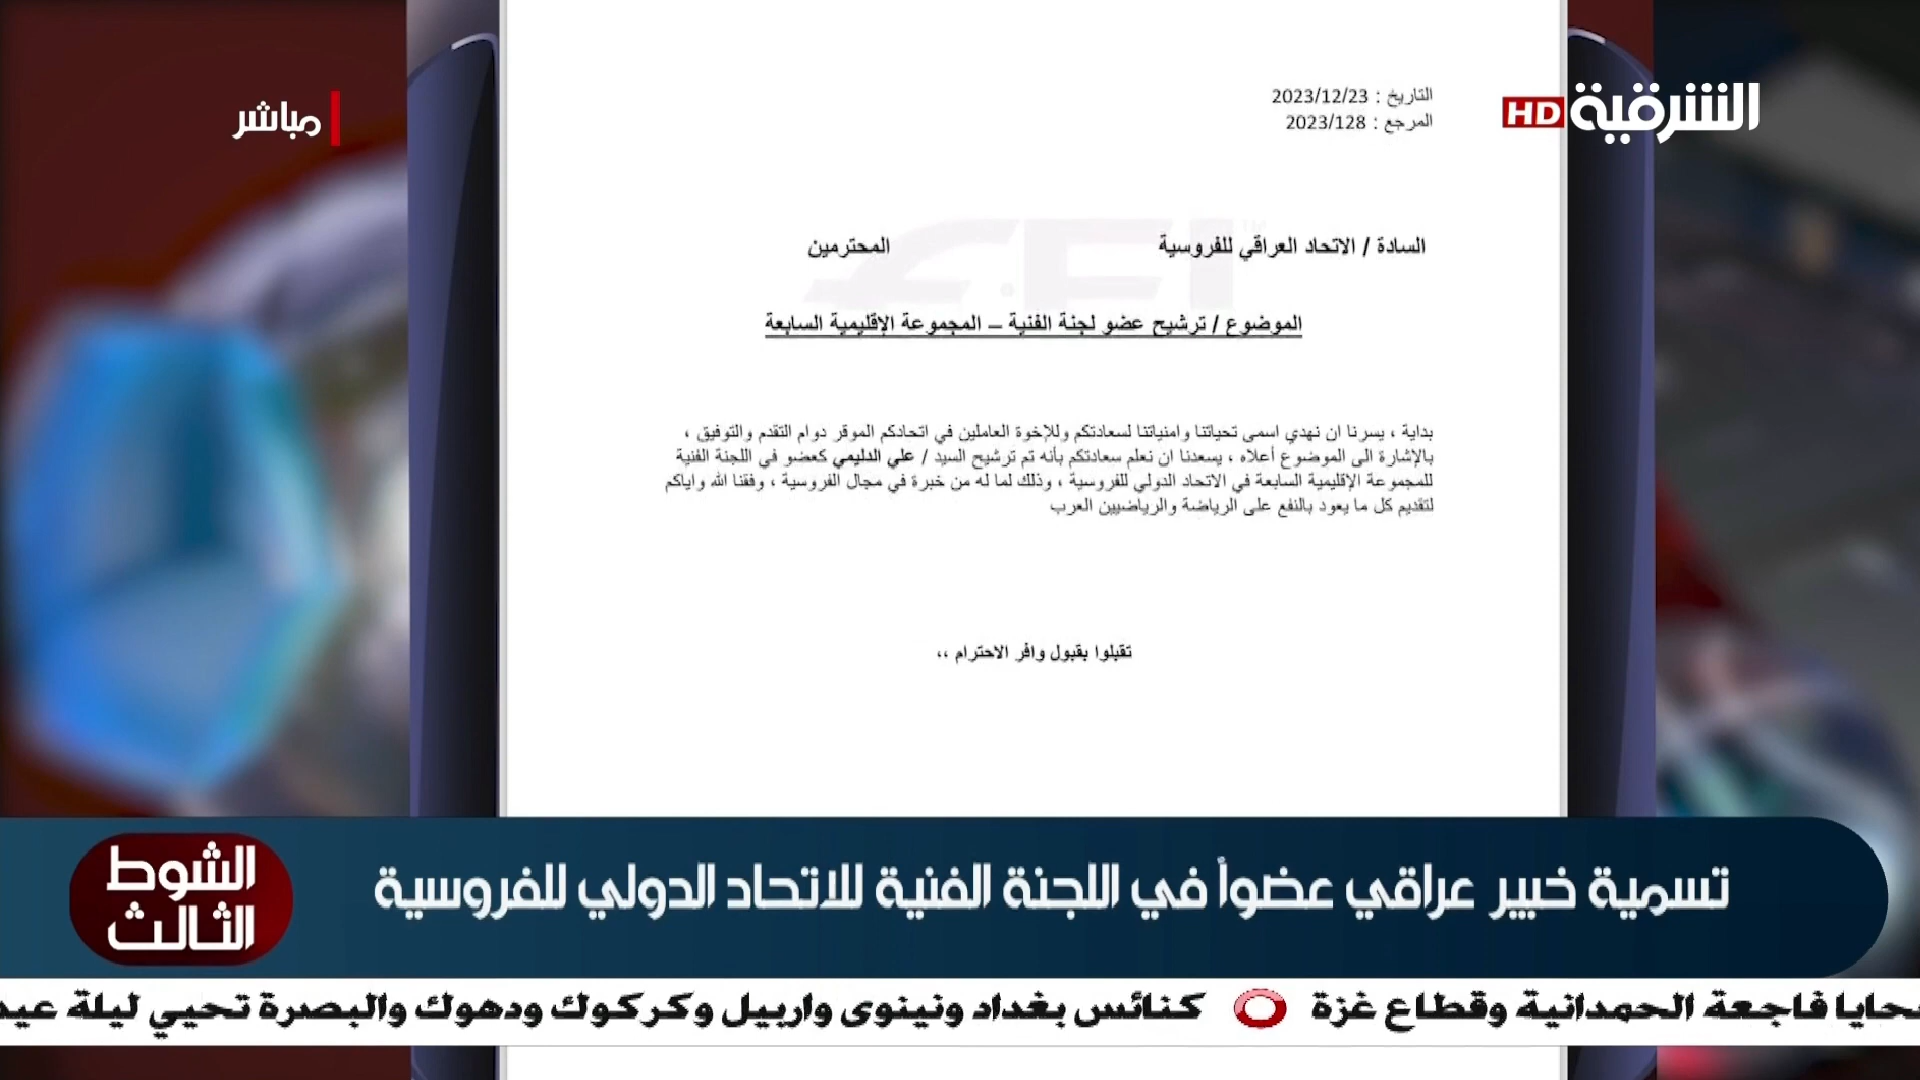 مباشر
الشرقية HD
التاريخ : 2023/12/23
المرجع : 2023/128
السادة / الاتحاد العراقي للفروسية المحترمين
الموضوع / ترشيح عضو لجنة الفنية – المجموعة الإقليمية السابعة
بداية ، يسرنا ان نهدي اسمى تحياتنا وامنياتنا لسعادتكم وللإخوة العاملين في اتحادكم الموقر دوام التقدم والتوفيق ،
بالإشارة الى الموضوع أعلاه ، يسعدنا ان نعلم سعادتكم بأنه تم ترشيح السيد / علي الدليمي كعضو في اللجنة الفنية
للمجموعة الإقليمية السابعة في الاتحاد الدولي للفروسية ، وذلك لما له من خبرة في مجال الفروسية ، وفقنا الله واياكم
لتقديم كل ما يعود بالنفع على الرياضة والرياضيين العرب
تقبلوا بقبول وافر الاحترام ،،
تسمية خبير عراقي عضواً في اللجنة الفنية للاتحاد الدولي للفروسية
الشوط
الثالث
فاجعة الحمدانية وقطاع غزة كنائس بغداد ونينوى واربيل وكركوك ودهوك والبصرة تحيي ليلة